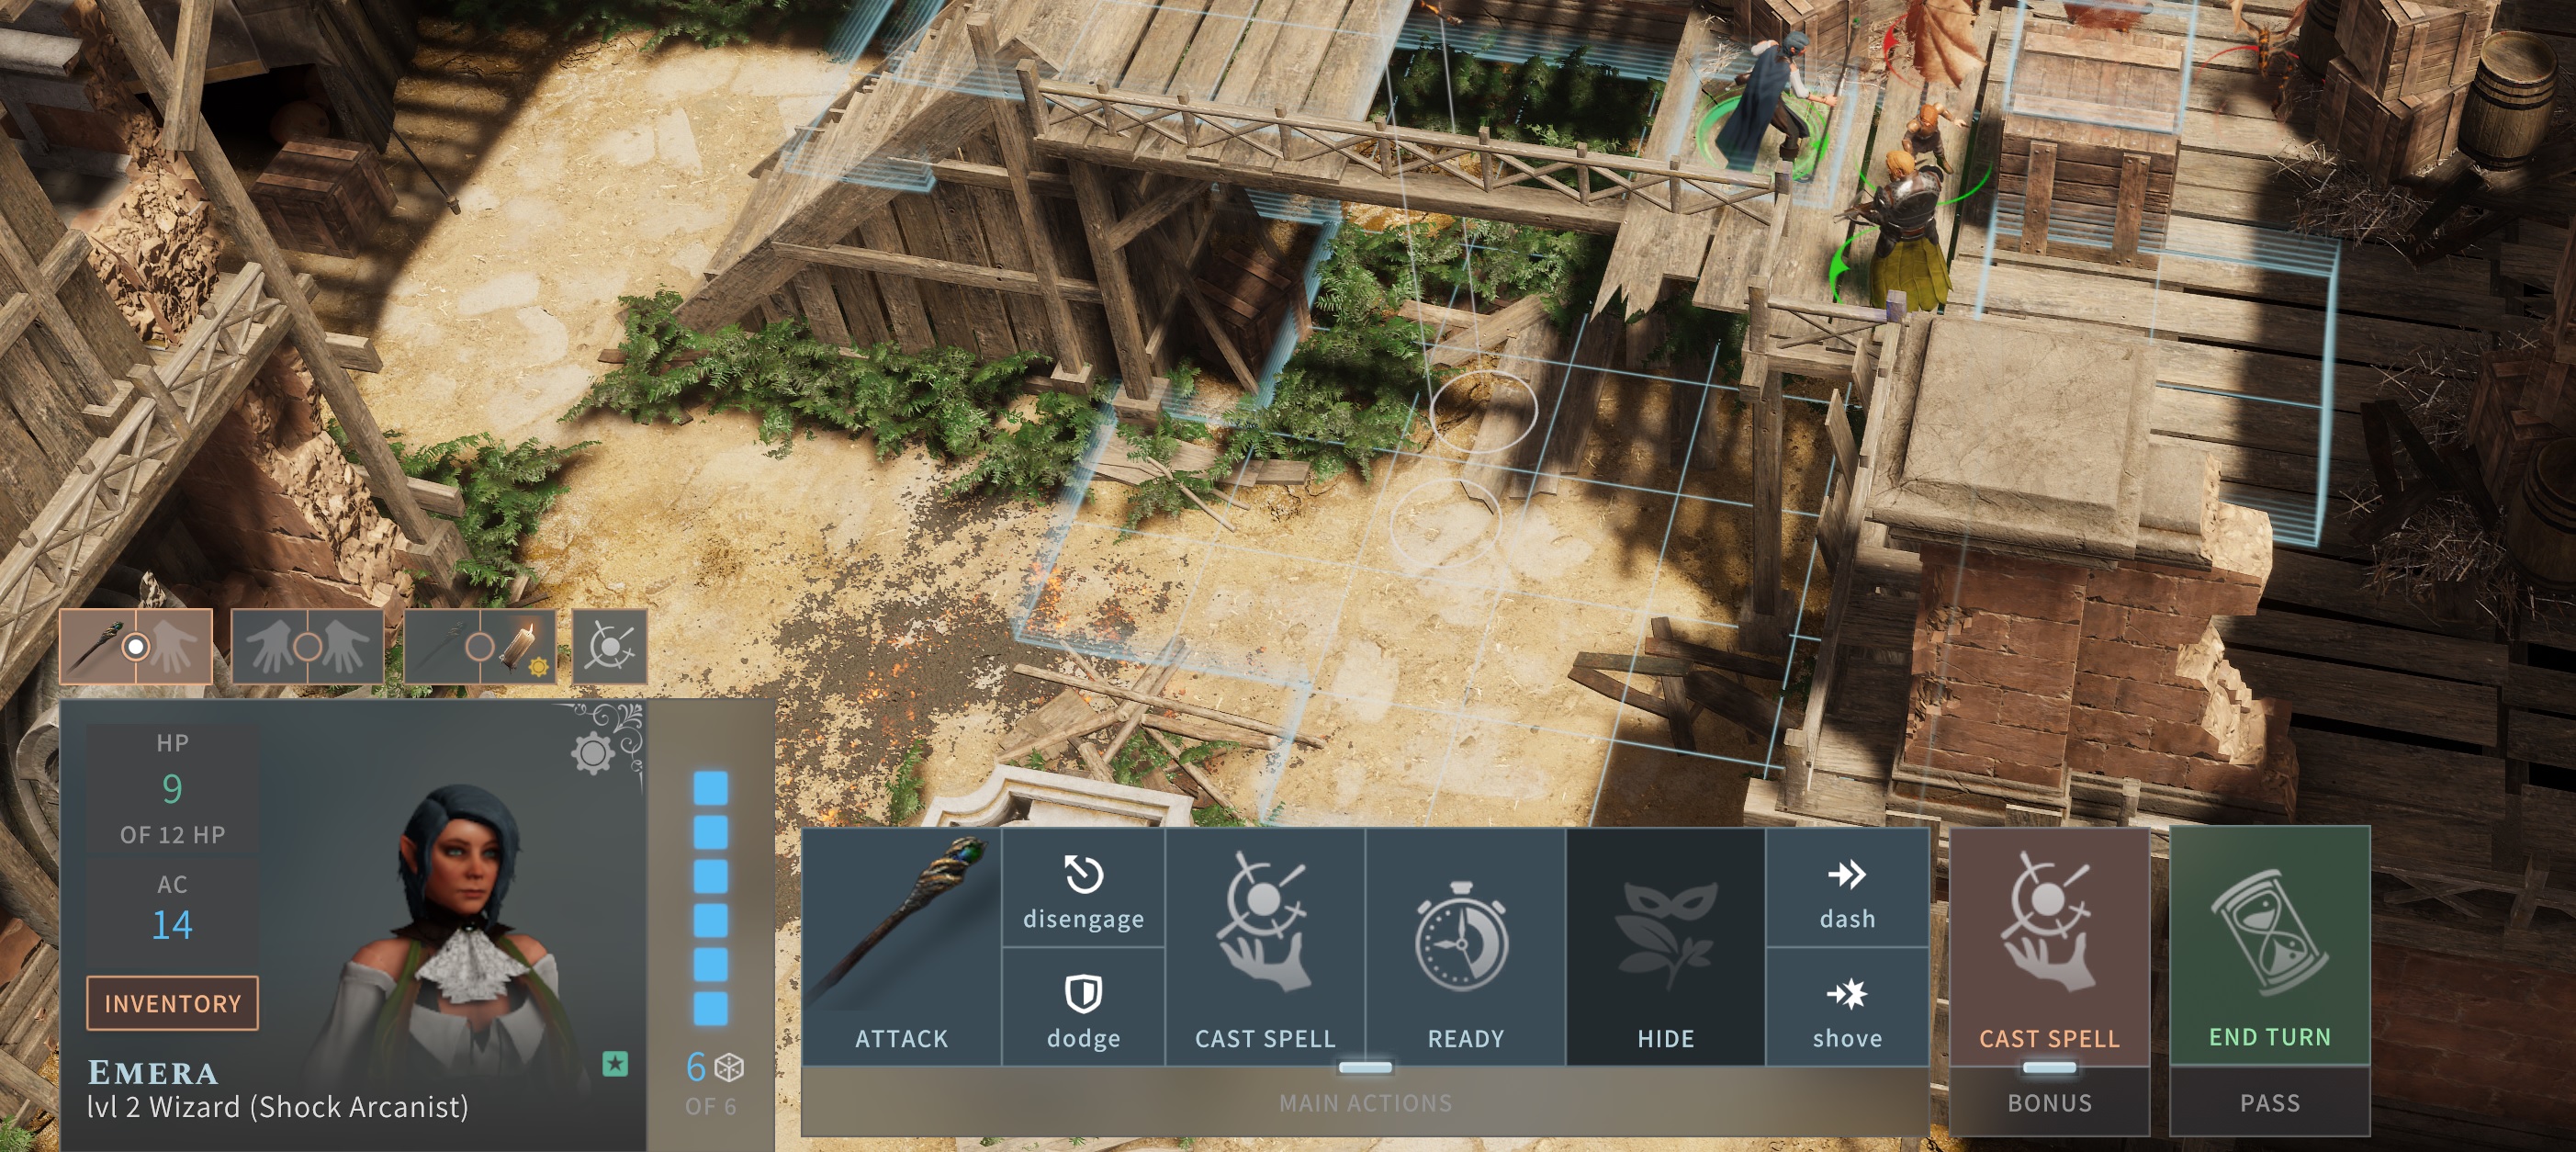 HP
9
OF 12 HP
AC
14
INVENTORY
EMERA
lvl 2 Wizard (Shock Arcanist)
6
OF 6
ATTACK
disengage
dodge
CAST SPELL
READY
HIDE
dash
shove
MAIN ACTIONS
CAST SPELL
BONUS
END TURN
PASS